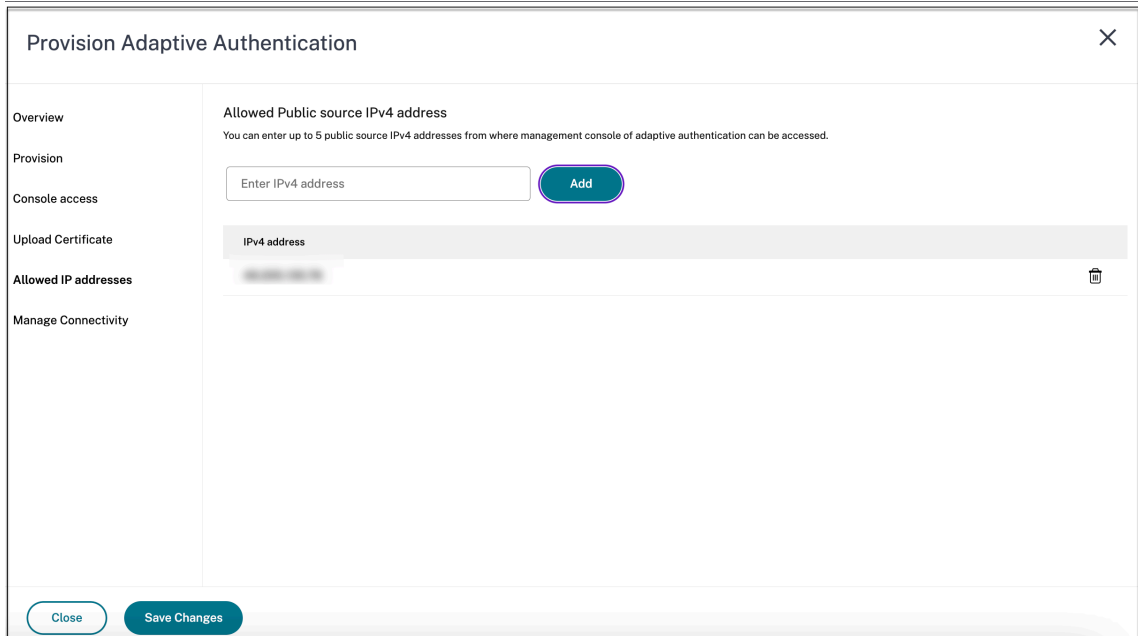 Provision Adaptive Authentication
Overview
Provision
Console access
Upload Certificate
Allowed IP addresses
Manage Connectivity
Allowed Public source IPv4 address
You can enter up to 5 public source IPv4 addresses from where management console of adaptive authentication can be accessed.
Enter IPv4 address
Add
IPv4 address
Close
Save Changes